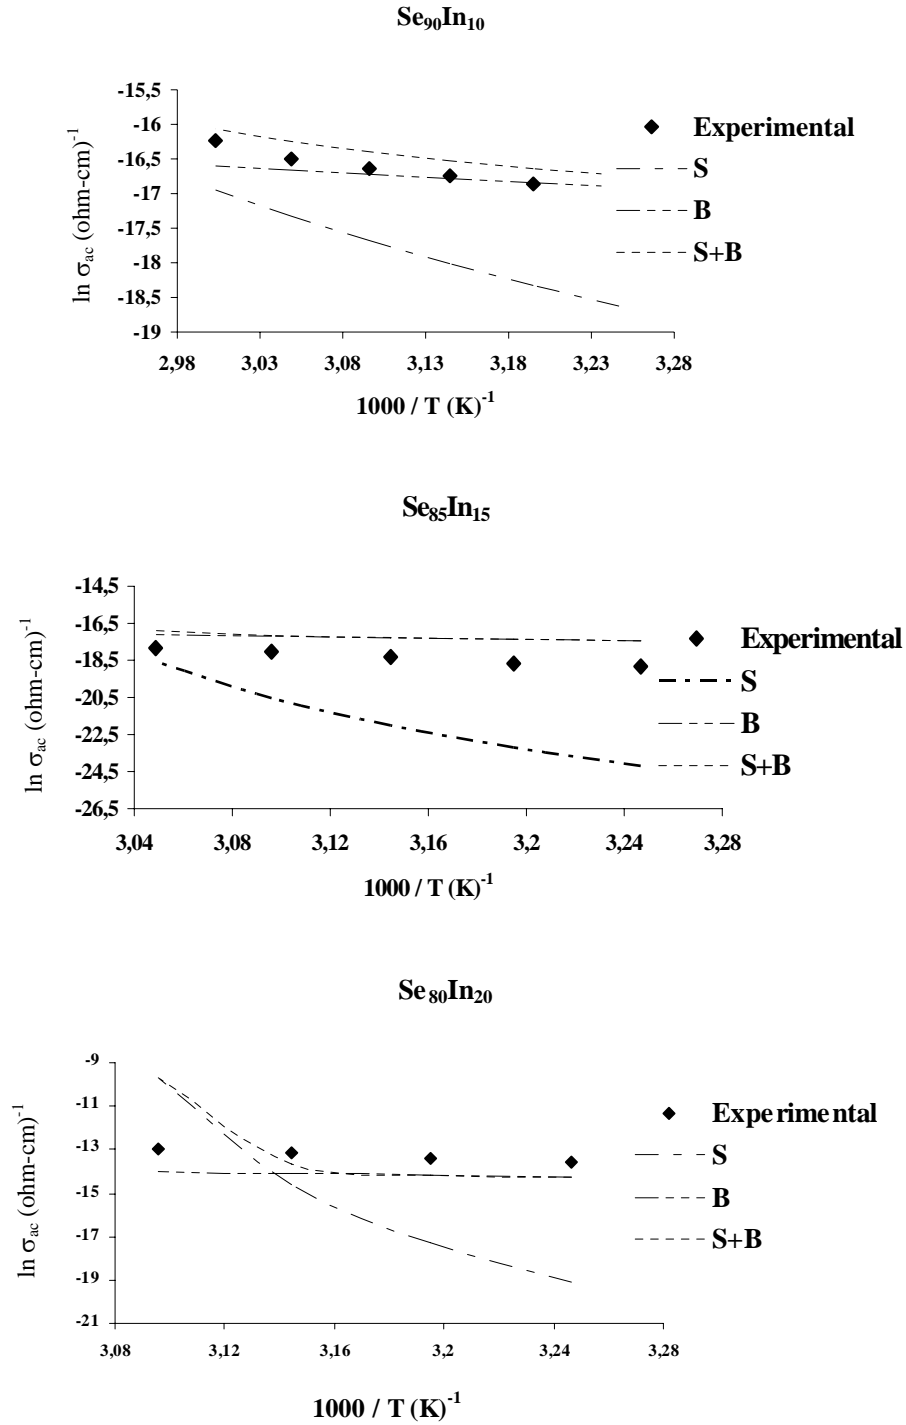 Se₉₀In₁₀
ln σac (ohm-cm)⁻¹
-15,5
-16
-16,5
-17
-17,5
-18
-18,5
-19
2,98 3,03 3,08 3,13 3,18 3,23 3,28
1000 / T (K)⁻¹
Experimental
S
B
S+B
Se₈₅In₁₅
ln σac (ohm-cm)⁻¹
-14,5
-16,5
-18,5
-20,5
-22,5
-24,5
-26,5
3,04 3,08 3,12 3,16 3,2 3,24 3,28
1000 / T (K)⁻¹
Experimental
S
B
S+B
Se₈₀In₂₀
ln σac (ohm-cm)⁻¹
-9
-11
-13
-15
-17
-19
-21
3,08 3,12 3,16 3,2 3,24 3,28
1000 / T (K)⁻¹
Experimental
S
B
S+B